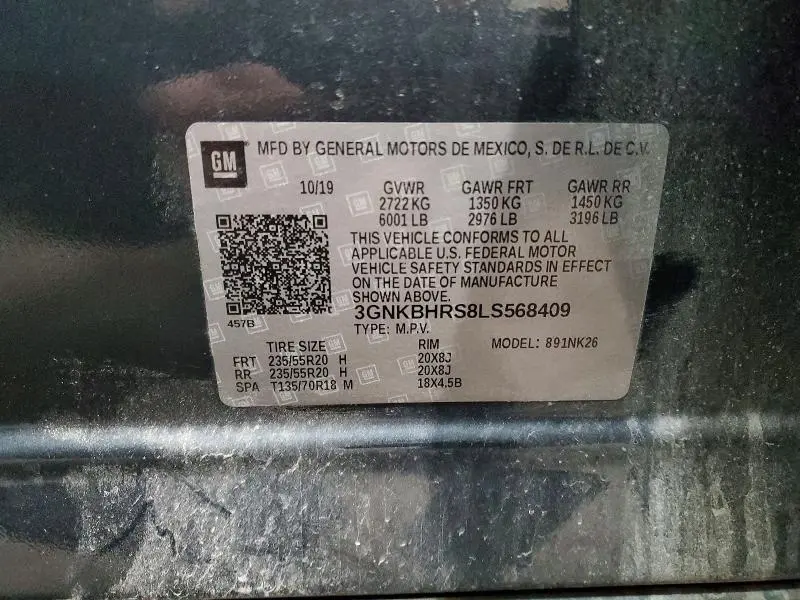 GM MFD BY GENERAL MOTORS DE MEXICO, S. DE R.L. DE C.V.
10/19 GVWR GAWR FRT GAWR RR
2722 KG 1350 KG 1450 KG
6001 LB 2976 LB 3196 LB
THIS VEHICLE CONFORMS TO ALL
APPLICABLE U.S. FEDERAL MOTOR
VEHICLE SAFETY STANDARDS IN EFFECT
ON THE DATE OF MANUFACTURE
SHOWN ABOVE.
3GNKBHRS8LS568409
457B
TYPE: M.P.V.
TIRE SIZE RIM MODEL: 891NK26
FRT 235/55R20 H 20X8J
RR 235/55R20 H 20X8J
SPA T135/70R18 M 18X4.5B